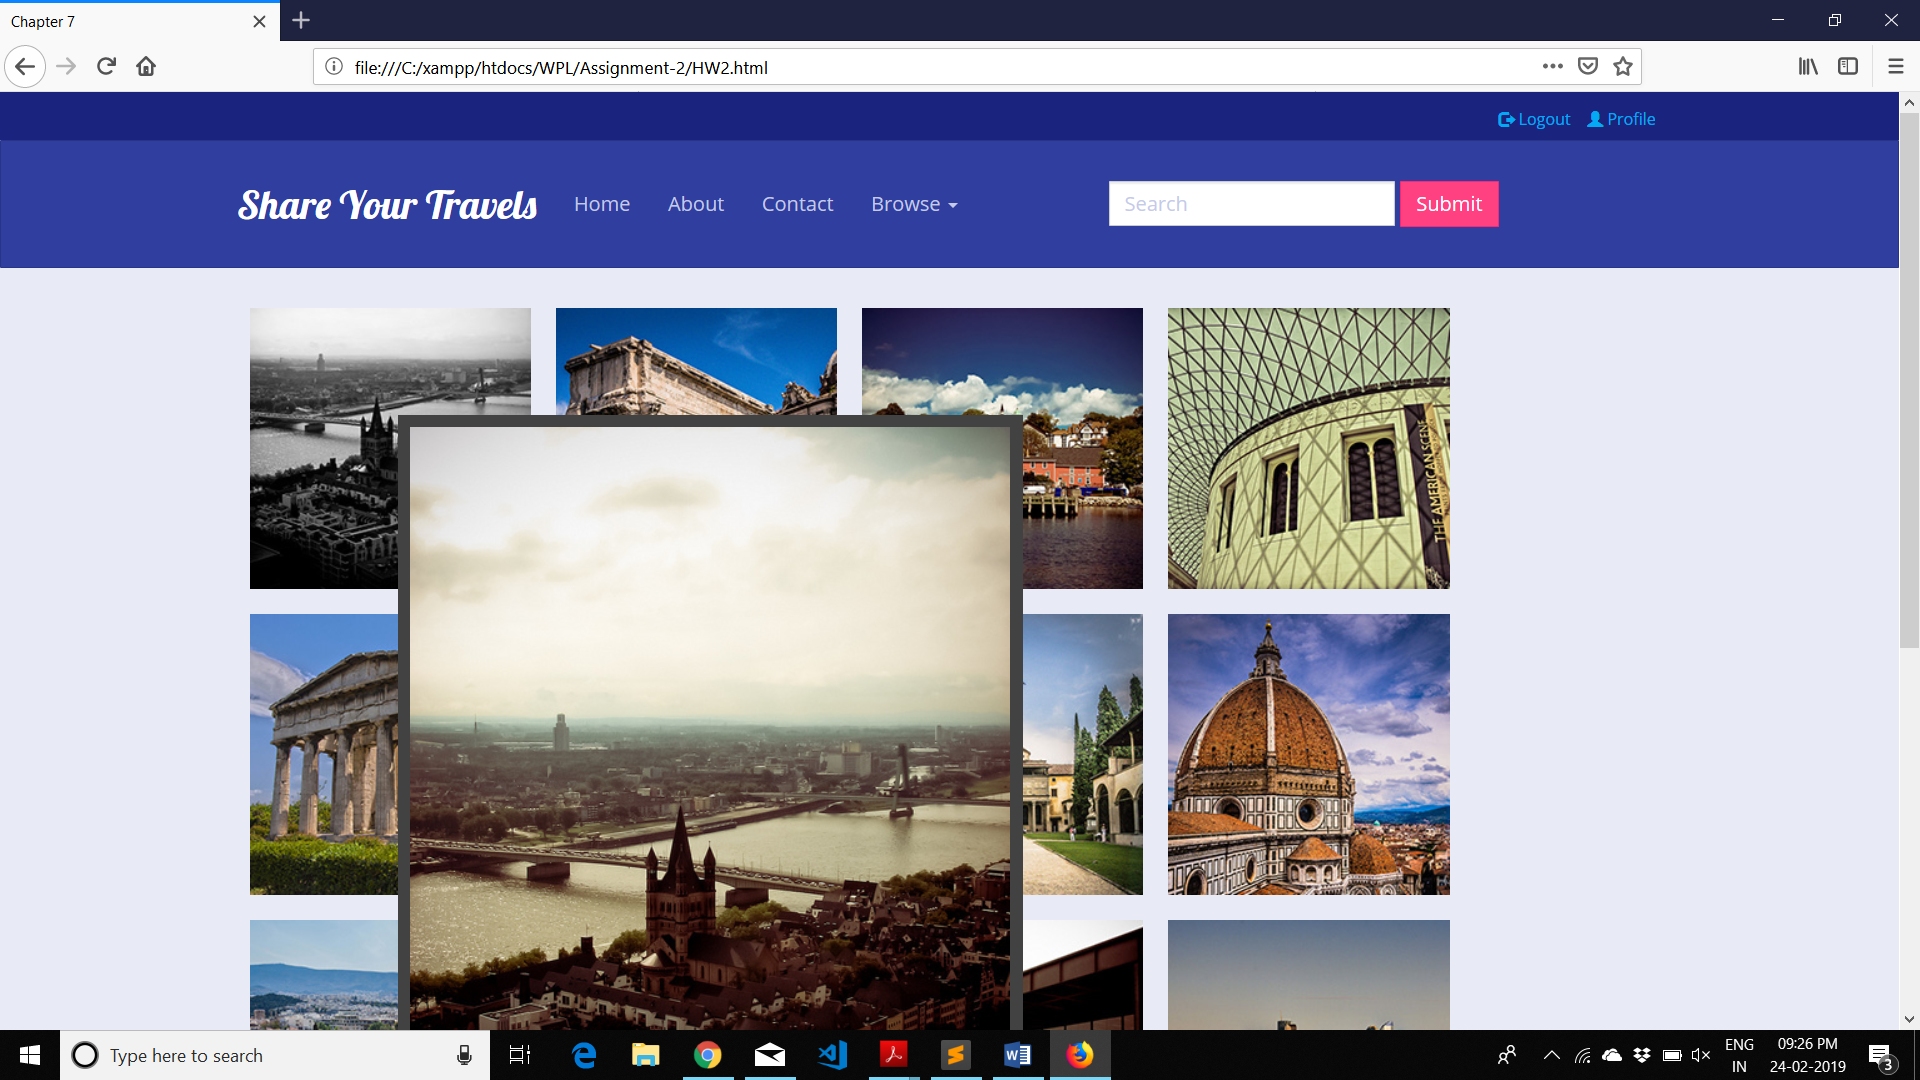 Chapter 7
file:///C:/xampp/htdocs/WPL/Assignment-2/HW2.html
Logout Profile
Share Your Travels Home About Contact Browse Search Submit
THE AMERICAN SCENE
Type here to search
ENG
IN
09:26 PM
24-02-2019
3